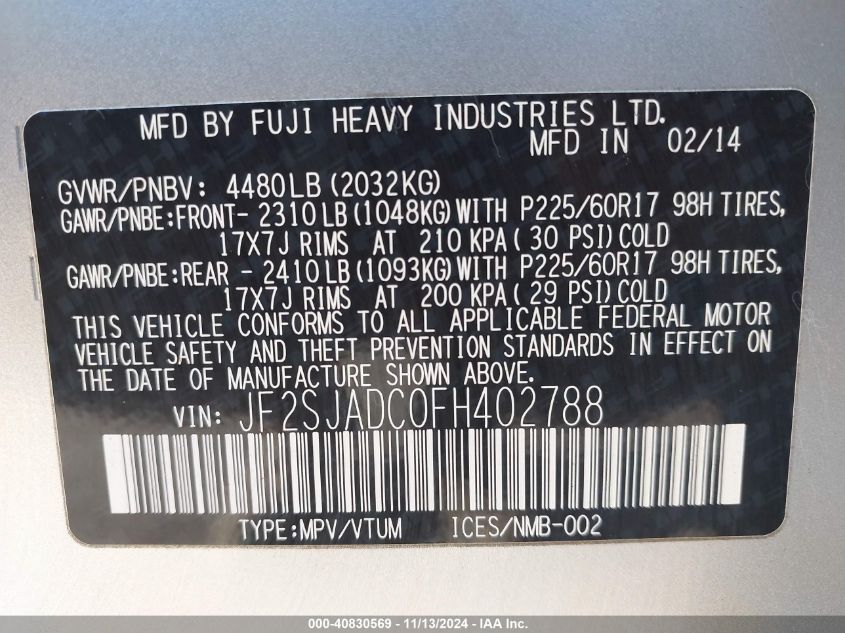 MFD BY FUJI HEAVY INDUSTRIES LTD.
MFD IN 02/14
GVWR/PNBV: 4480LB (2032KG)
GAWR/PNBE:FRONT- 2310LB (1048KG) WITH P225/60R17 98H TIRES,
17X7J RIMS AT 210 KPA ( 30 PSI) COLD
GAWR/PNBE:REAR - 2410LB (1093KG) WITH P225/60R17 98H TIRES,
17X7J RIMS AT 200 KPA ( 29 PSI) COLD
THIS VEHICLE CONFORMS TO ALL APPLICABLE FEDERAL MOTOR
VEHICLE SAFETY AND THEFT PREVENTION STANDARDS IN EFFECT ON
THE DATE OF MANUFACTURE SHOWN ABOVE.
VIN: JF2SJADC0FH402788
TYPE:MPV/VTUM ICES/NMB-002
000-40830569 — 11/13/2024 — IAA Inc.